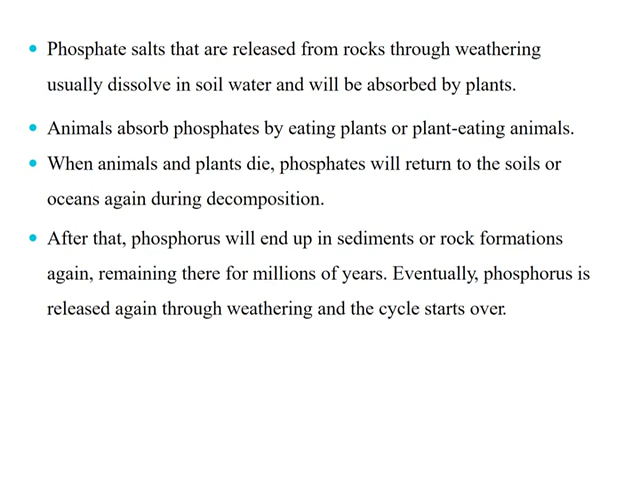 • Phosphate salts that are released from rocks through weathering
usually dissolve in soil water and will be absorbed by plants.
• Animals absorb phosphates by eating plants or plant-eating animals.
• When animals and plants die, phosphates will return to the soils or
oceans again during decomposition.
• After that, phosphorus will end up in sediments or rock formations
again, remaining there for millions of years. Eventually, phosphorus is
released again through weathering and the cycle starts over.